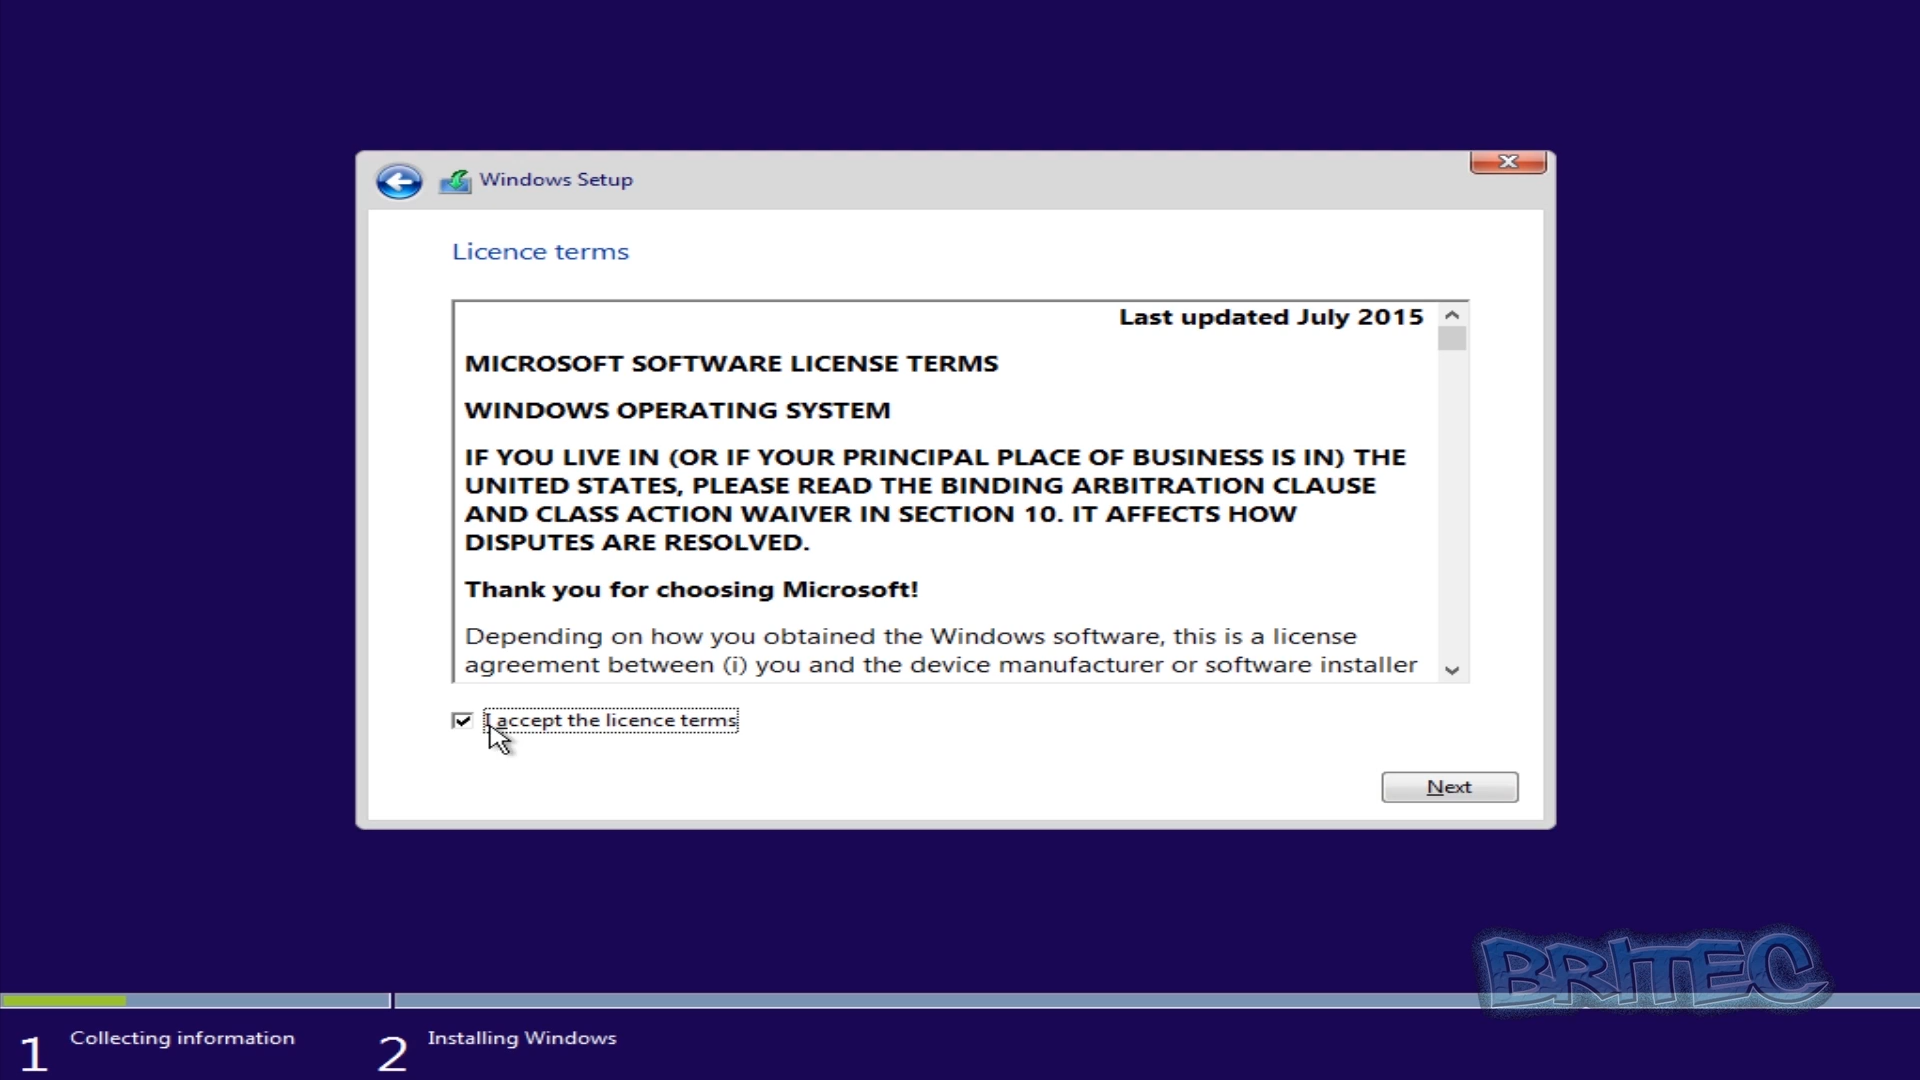 Windows Setup
Licence terms
Last updated July 2015
MICROSOFT SOFTWARE LICENSE TERMS
WINDOWS OPERATING SYSTEM
IF YOU LIVE IN (OR IF YOUR PRINCIPAL PLACE OF BUSINESS IS IN) THE
UNITED STATES, PLEASE READ THE BINDING ARBITRATION CLAUSE
AND CLASS ACTION WAIVER IN SECTION 10. IT AFFECTS HOW
DISPUTES ARE RESOLVED.
Thank you for choosing Microsoft!
Depending on how you obtained the Windows software, this is a license
agreement between (i) you and the device manufacturer or software installer
I accept the licence terms
Next
BRITEC
1 Collecting information
2 Installing Windows